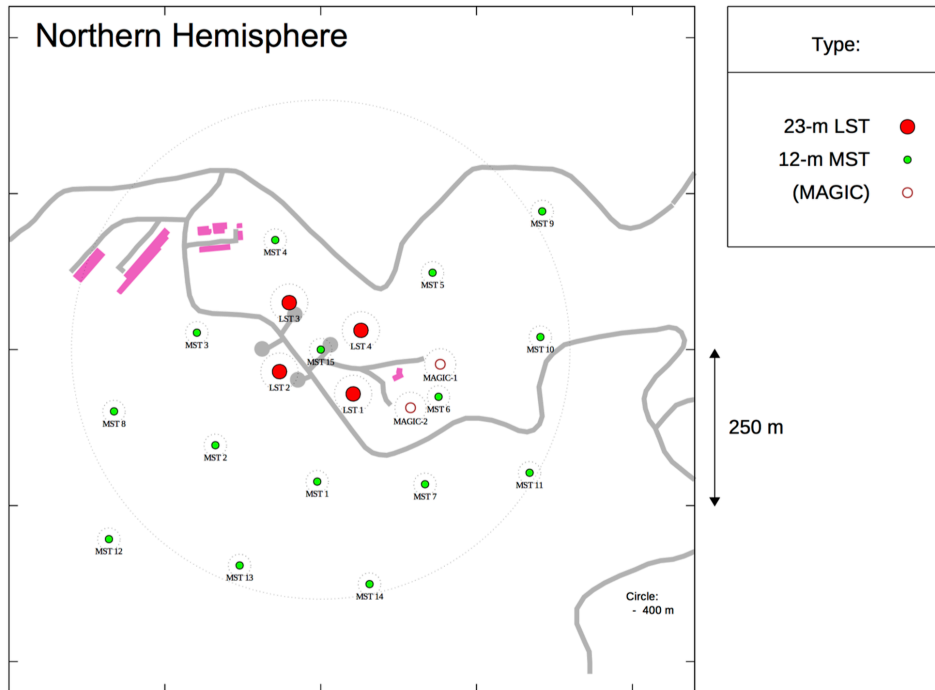 Northern Hemisphere
Type:
23-m LST
12-m MST
(MAGIC)
MST 9
MST 4
MST 5
LST 3
LST 4
MST 3
MST 15
MST 10
MAGIC-1
LST 2
LST 1
MST 6
MAGIC-2
MST 8
250 m
MST 2
MST 11
MST 1
MST 7
MST 12
MST 13
MST 14
Circle:
- 400 m